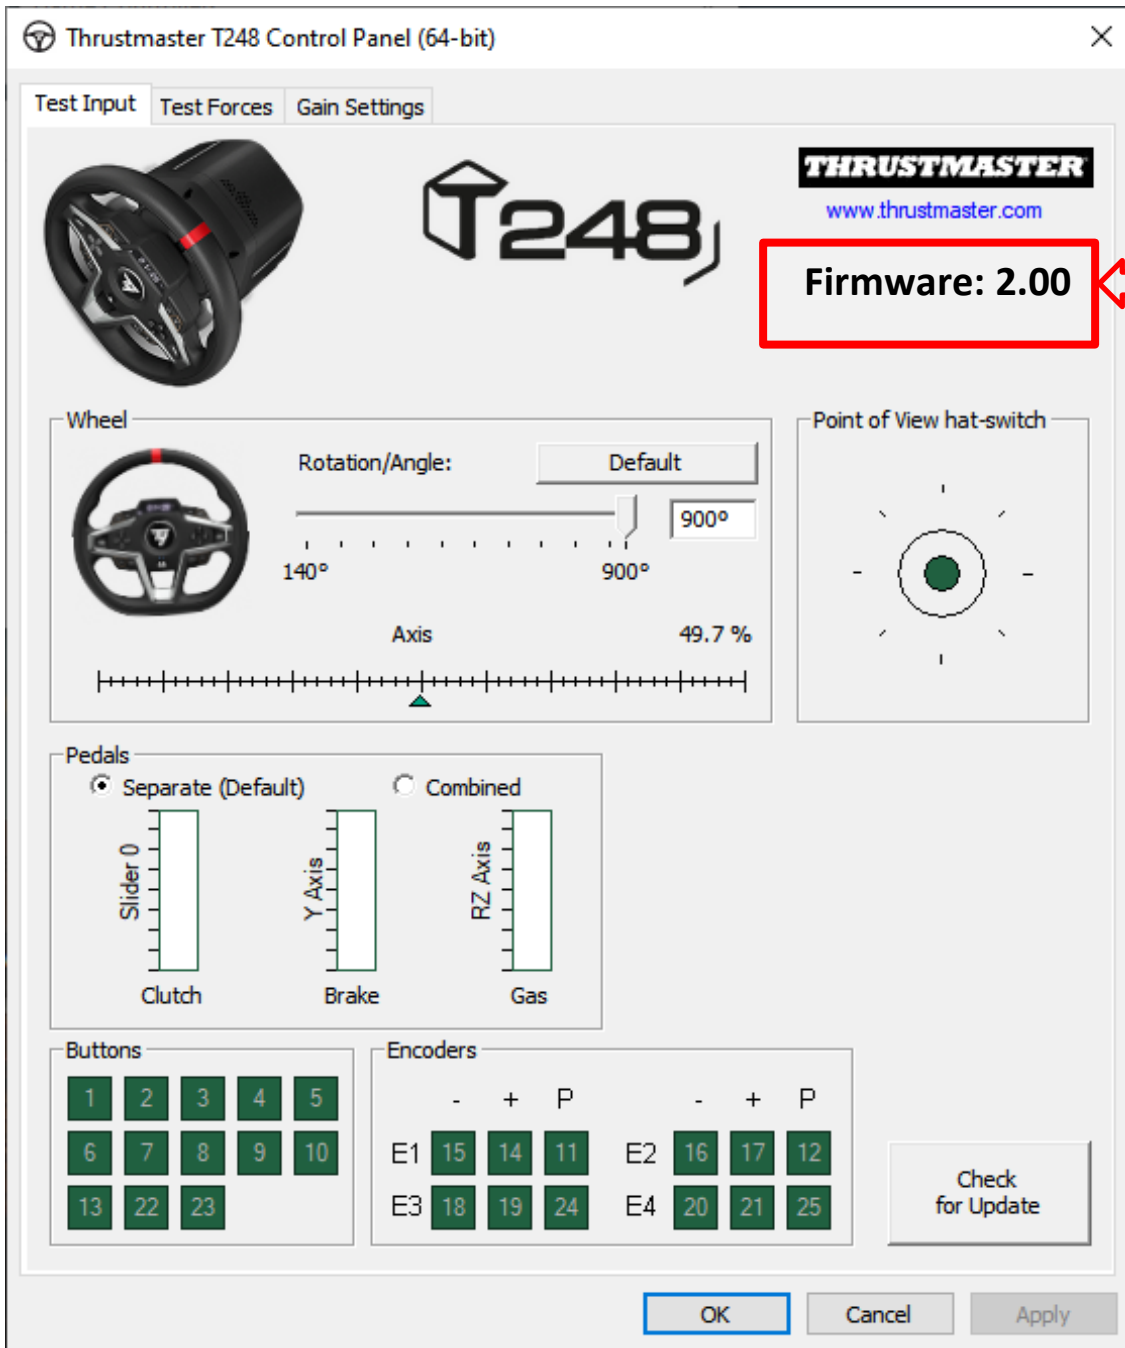 Thrustmaster T248 Control Panel (64-bit)
Test Input Test Forces Gain Settings
T248
THRUSTMASTER
www.thrustmaster.com
Firmware: 2.00
Wheel
Rotation/Angle: Default
900°
140° 900°
Axis 49.7 %
Point of View hat-switch
Pedals
Separate (Default) Combined
Slider 0 Y Axis RZ Axis
Clutch Brake Gas
Buttons
1 2 3 4 5
6 7 8 9 10
13 22 23
Encoders
- + P - + P
E1 15 14 11 E2 16 17 12
E3 18 19 24 E4 20 21 25
Check
for Update
OK Cancel Apply